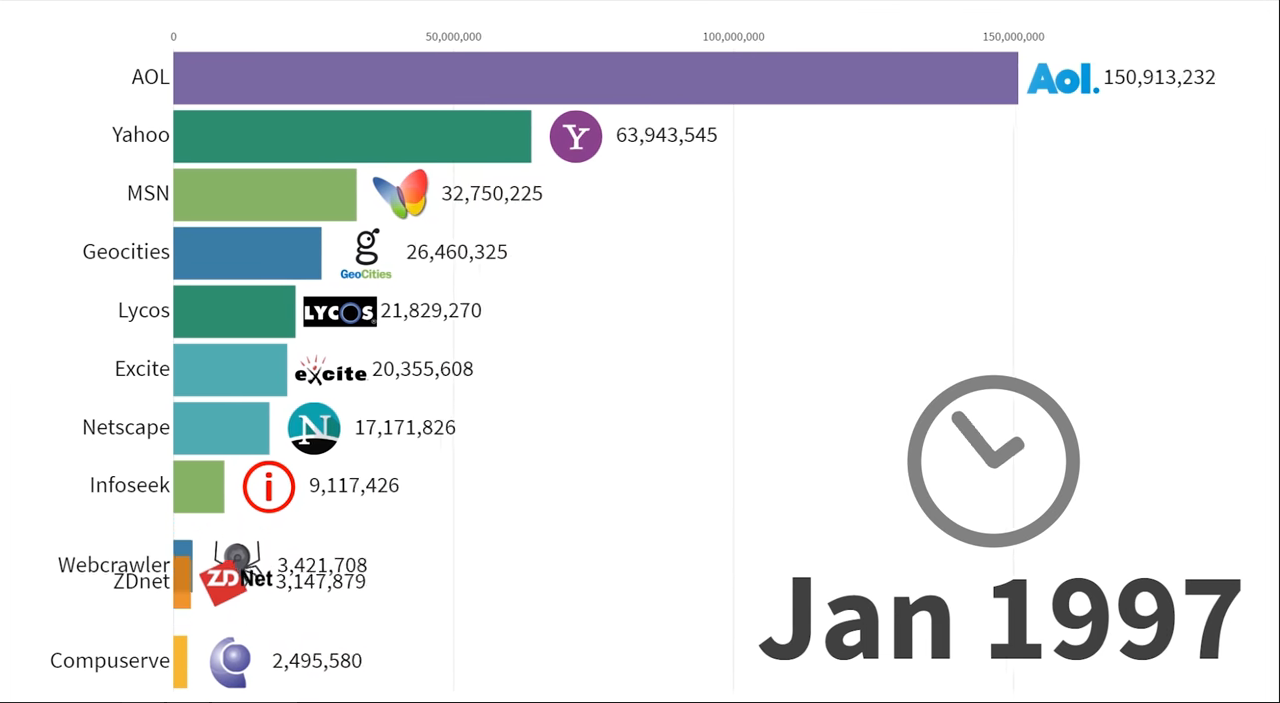 0 50,000,000 100,000,000 150,000,000
AOL Aol. 150,913,232
Yahoo Y 63,943,545
MSN 32,750,225
Geocities g 26,460,325
GeoCities
Lycos LYCOS 21,829,270
Excite excite 20,355,608
Netscape N 17,171,826
Infoseek i 9,117,426
Webcrawler 3,421,708
ZDnet ZDNet 3,147,879
Compuserve 2,495,580
Jan 1997